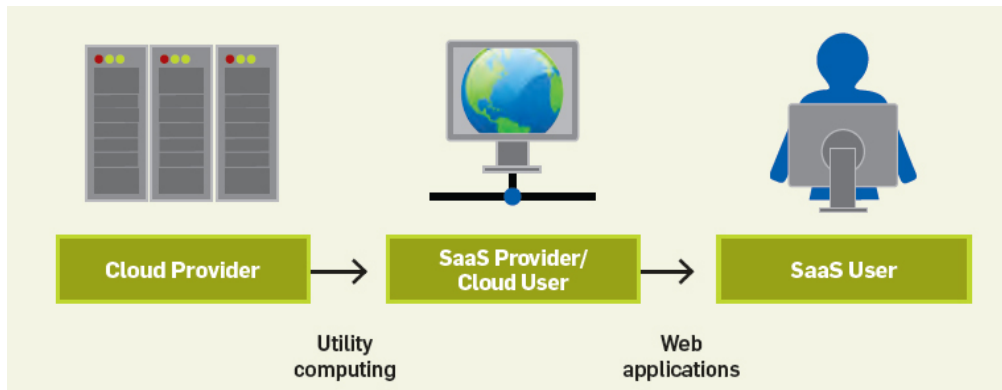 Cloud Provider
SaaS Provider/
Cloud User
SaaS User
Utility
computing
Web
applications